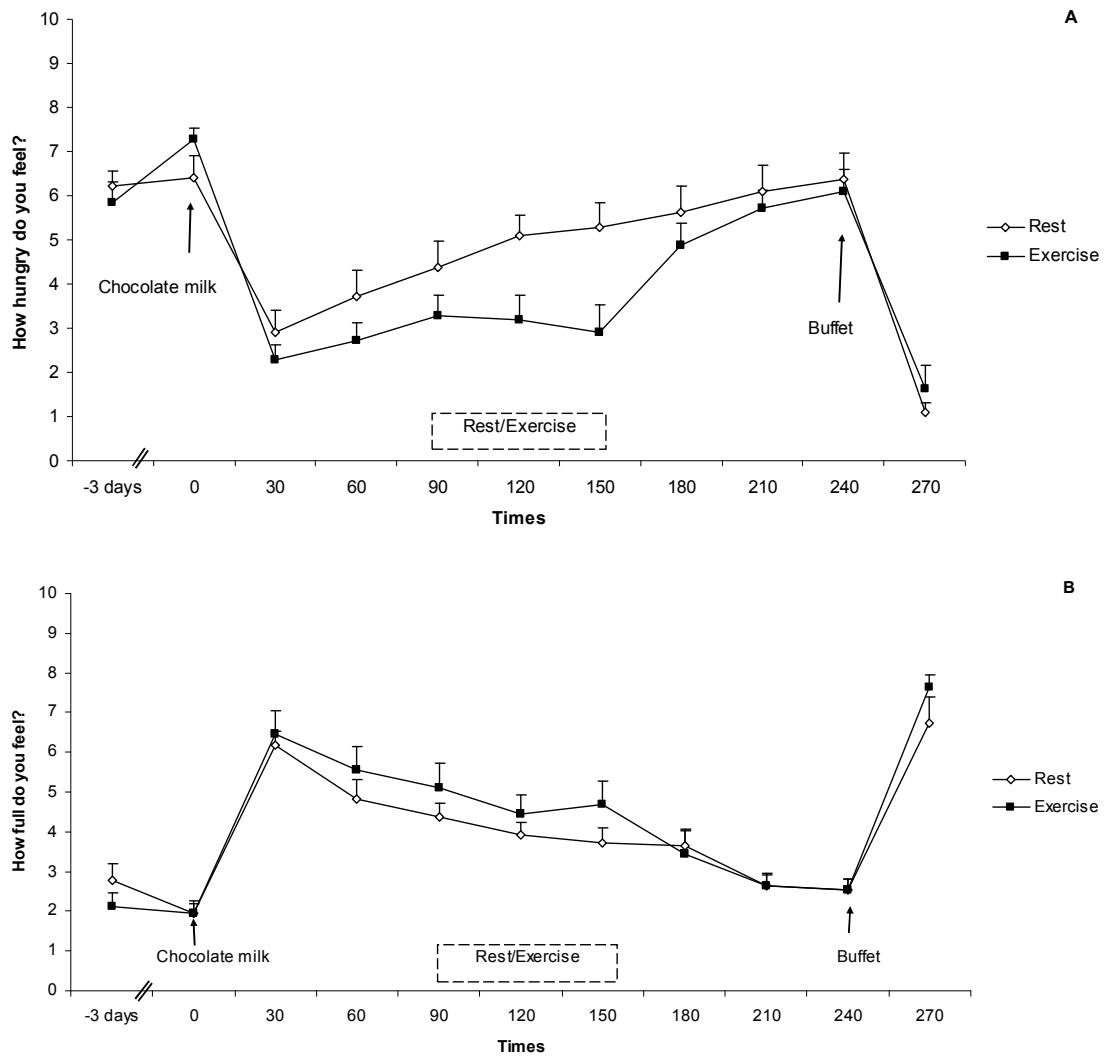 A
How hungry do you feel?
10
9
8
7
6
5
4
3
2
1
0
Chocolate milk
Buffet
Rest/Exercise
Rest
Exercise
-3 days 0 30 60 90 120 150 180 210 240 270
Times
B
How full do you feel?
10
9
8
7
6
5
4
3
2
1
0
Rest
Exercise
Chocolate milk
Rest/Exercise
Buffet
-3 days 0 30 60 90 120 150 180 210 240 270
Times